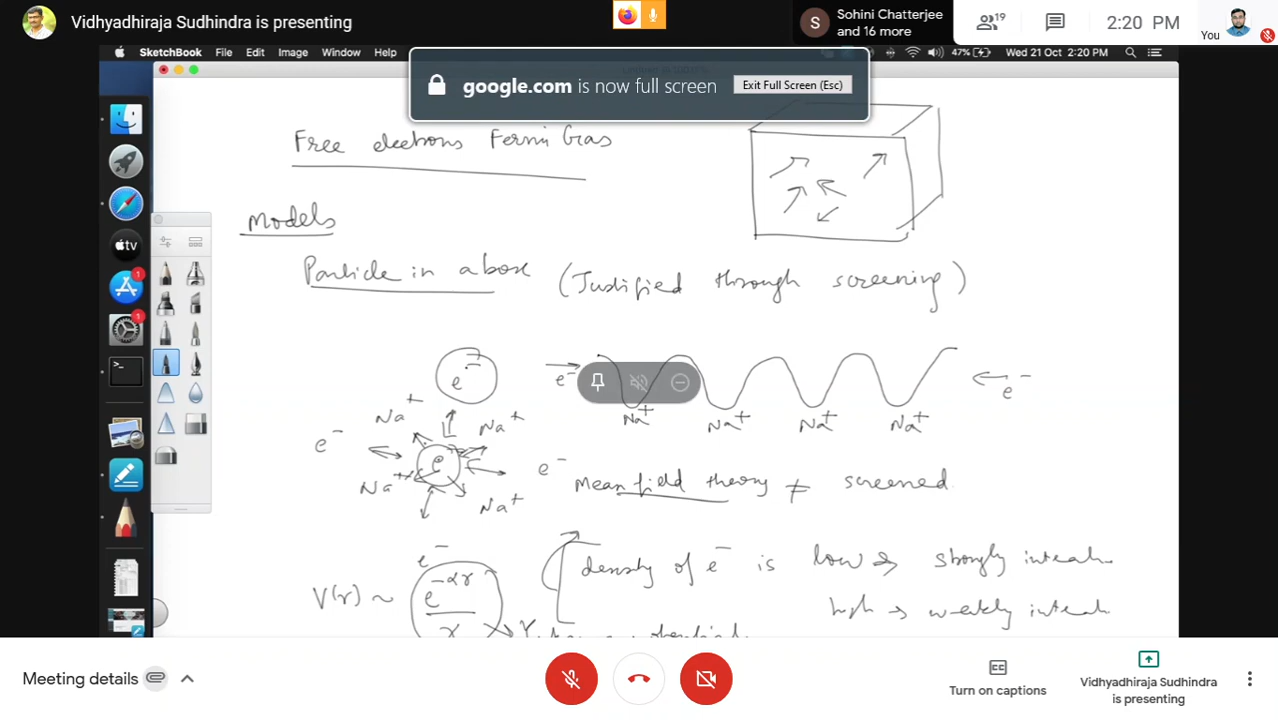 Vidhyadhiraja Sudhindra is presenting
S
Sohini Chatterjee
and 16 more
19
2:20 PM
You
SketchBook File Edit Image Window Help
47% Wed 21 Oct 2:20 PM
google.com is now full screen
Exit Full Screen (Esc)
Free electrons Fermi Gas
Models
Particle in a box (Justified through screening)
tv
1
1
e⁻
e⁻
e⁻
Na⁺ Na⁺ Na⁺ Na⁺
Na⁺ Na⁺
e⁻ e⁻ e⁻
Na⁺ Na⁺
Mean field theory ≠ screened
e⁻
density of e⁻ is low → strongly
V(r) ~ e^-αr
r
high → weakly
Meeting details
Turn on captions
Vidhyadhiraja Sudhindra
is presenting